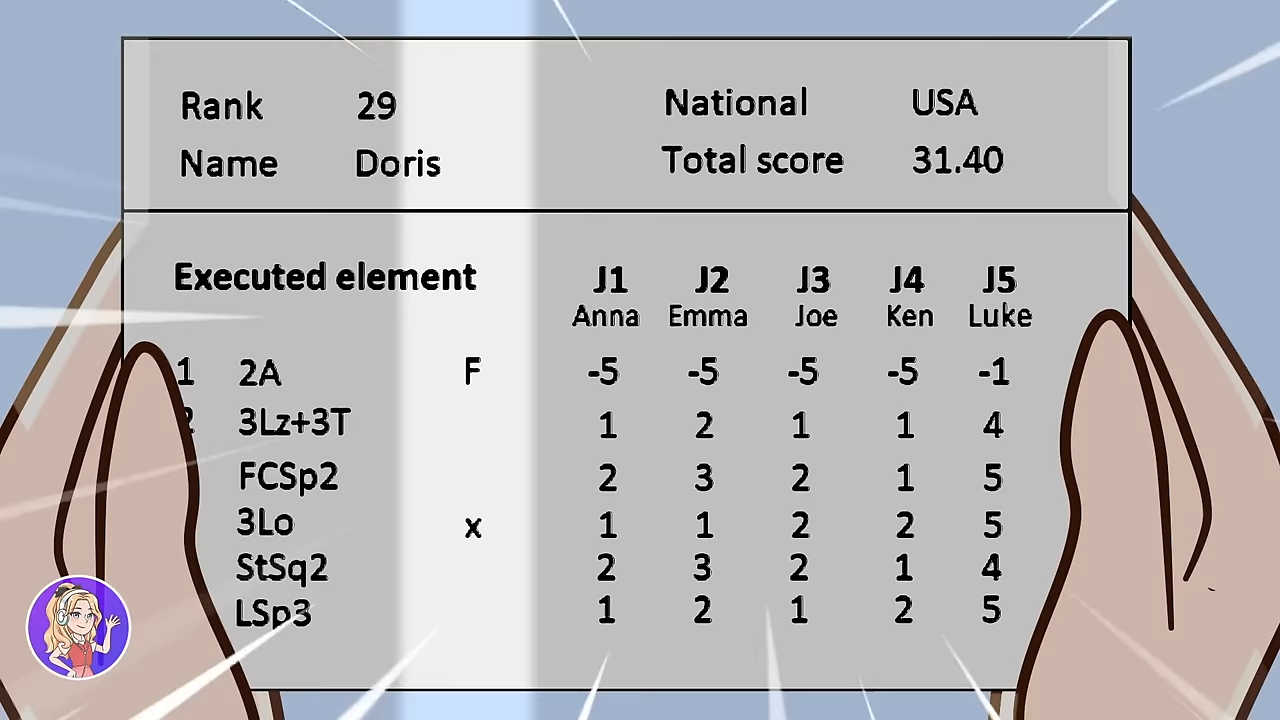 Rank 29 National USA
Name Doris Total score 31.40
Executed element J1 J2 J3 J4 J5
Anna Emma Joe Ken Luke
1 2A F -5 -5 -5 -5 -1
2 3Lz+3T 1 2 1 1 4
FCSp2 2 3 2 1 5
3Lo x 1 1 2 2 5
StSq2 2 3 2 1 4
LSp3 1 2 1 2 5